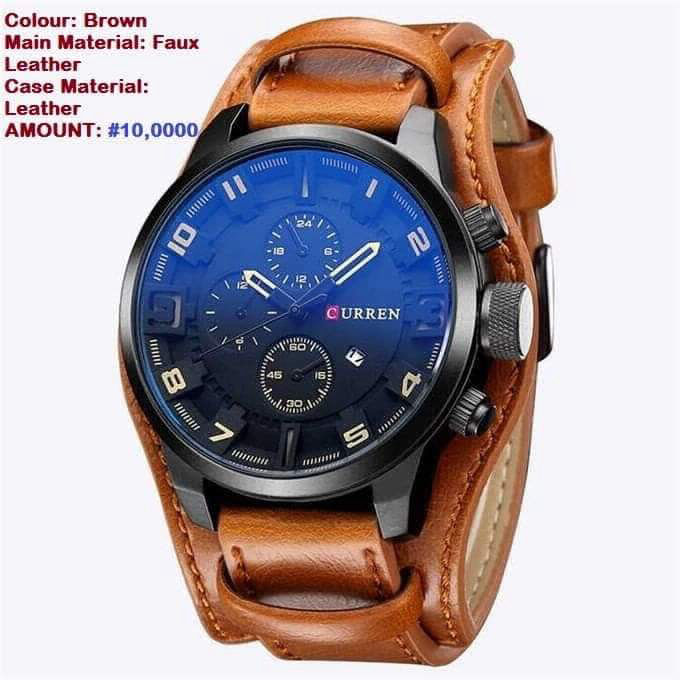 Colour: Brown
Main Material: Faux
Leather
Case Material:
Leather
AMOUNT: #10,0000
24
18 6
12
12
10
2
CURREN
60
45 15
30
8
4
7
5